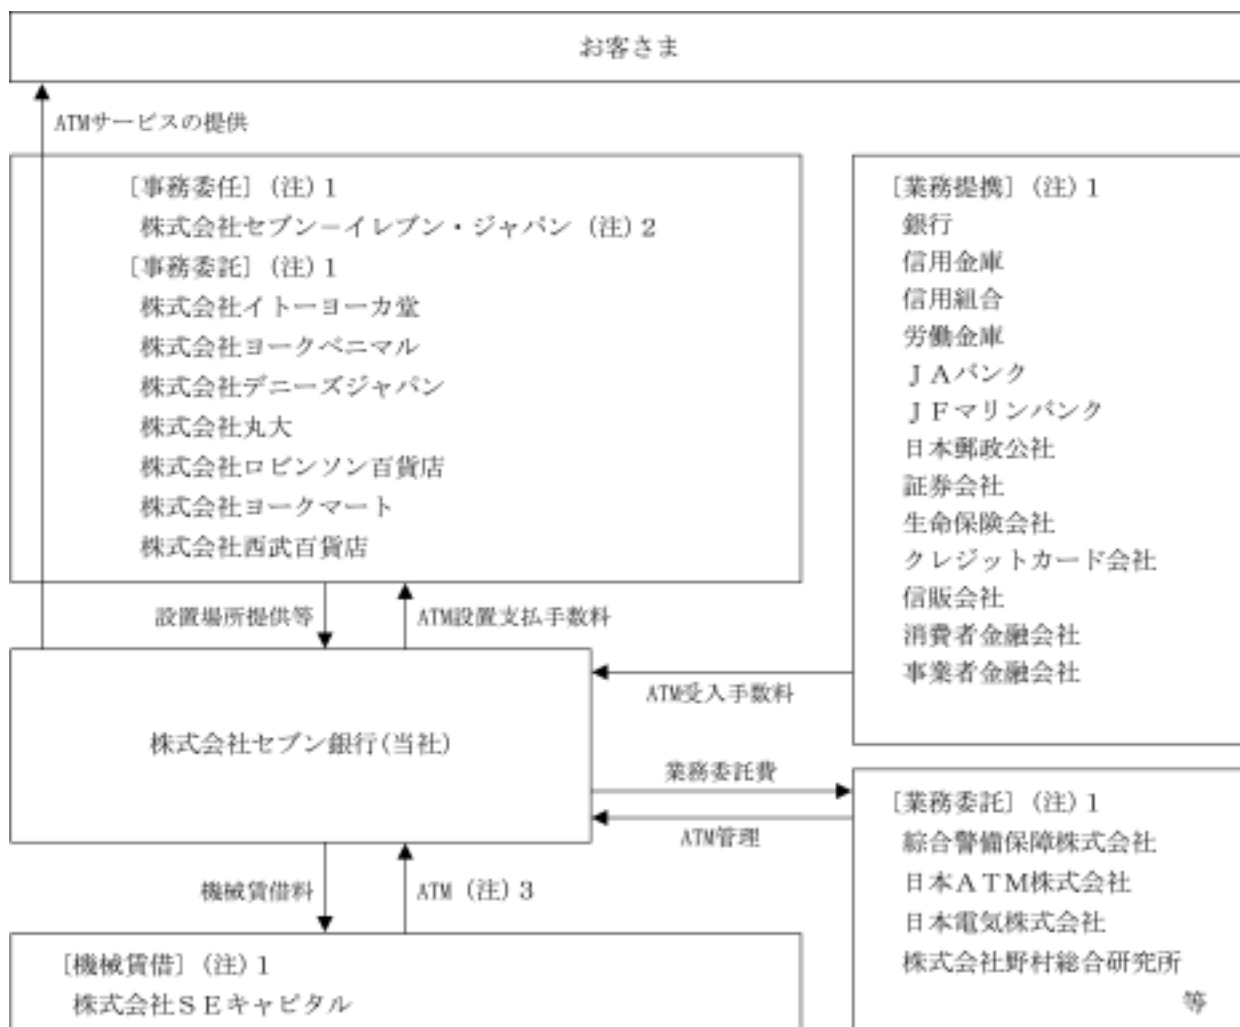 お客さま
ATMサービスの提供
[事務委任] (注) 1
株式会社セブン－イレブン・ジャパン (注) 2
[事務委託] (注) 1
株式会社イトーヨーカ堂
株式会社ヨークベニマル
株式会社デニーズジャパン
株式会社丸大
株式会社ロビンソン百貨店
株式会社ヨークマート
株式会社西武百貨店
[業務提携] (注) 1
銀行
信用金庫
信用組合
労働金庫
ＪＡバンク
ＪＦマリンバンク
日本郵政公社
証券会社
生命保険会社
クレジットカード会社
信販会社
消費者金融会社
事業者金融会社
設置場所提供等
ATM設置支払手数料
ATM受入手数料
株式会社セブン銀行(当社)
業務委託費
ATM管理
[業務委託] (注) 1
綜合警備保障株式会社
日本ＡＴＭ株式会社
日本電気株式会社
株式会社野村総合研究所
等
機械賃借料
ATM (注) 3
[機械賃借] (注) 1
株式会社ＳＥキャピタル